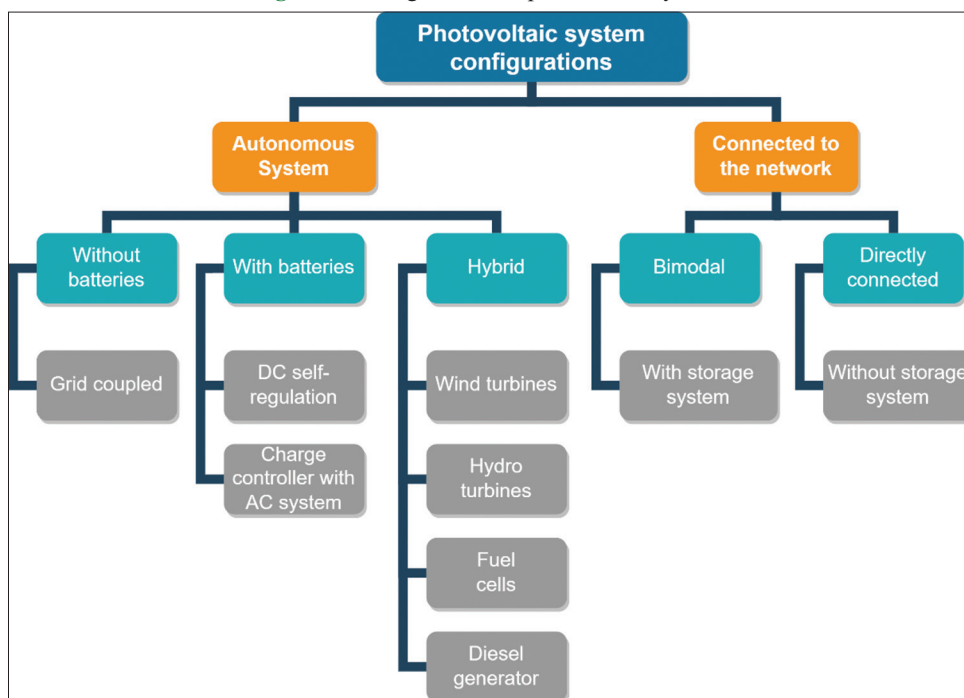 Photovoltaic system
configurations
Autonomous
System
Connected to
the network
Without
batteries
With batteries
Hybrid
Bimodal
Directly
connected
Grid coupled
DC self-
regulation
Wind turbines
With storage
system
Without storage
system
Charge
controller with
AC system
Hydro
turbines
Fuel
cells
Diesel
generator